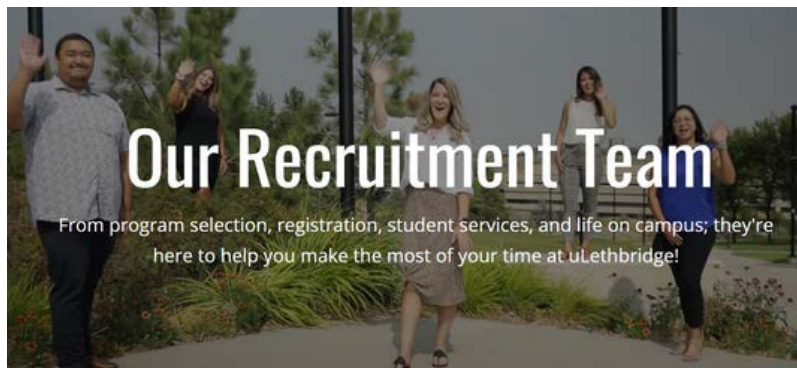 Our Recruitment Team
From program selection, registration, student services, and life on campus; they're
here to help you make the most of your time at uLethbridge!